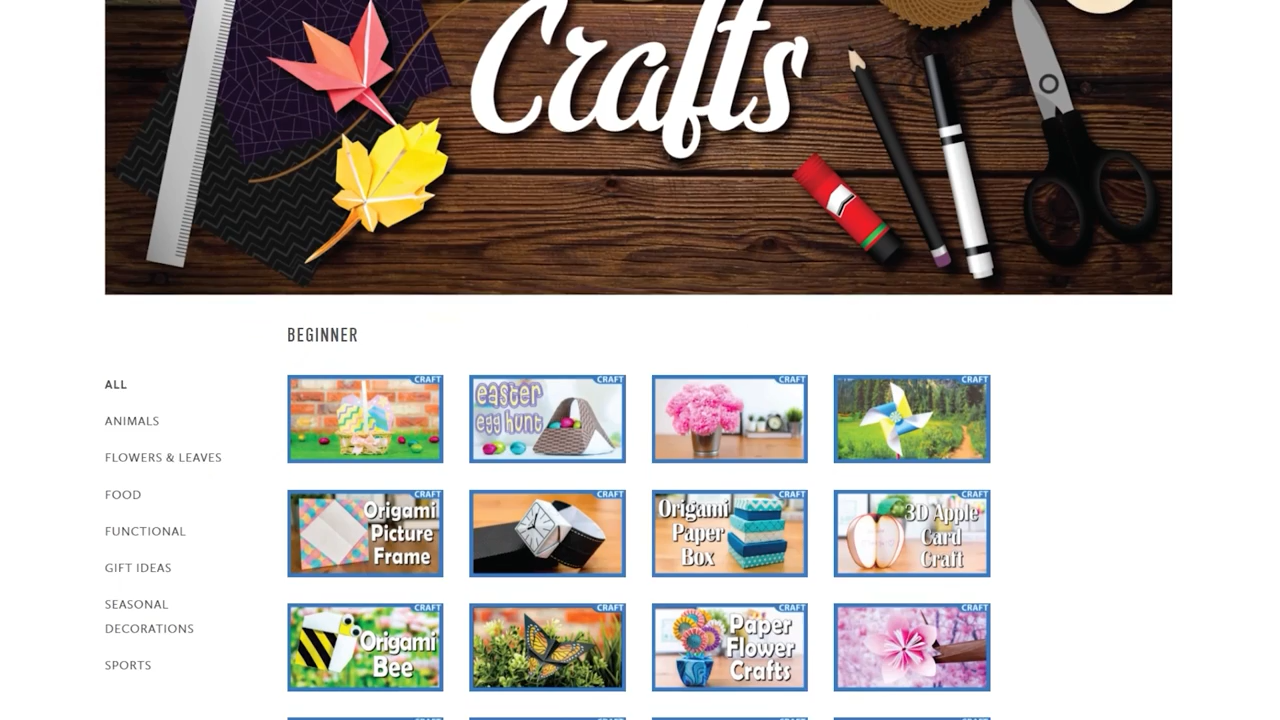 Crafts
BEGINNER
ALL
ANIMALS
FLOWERS & LEAVES
FOOD
FUNCTIONAL
GIFT IDEAS
SEASONAL
DECORATIONS
SPORTS
CRAFT
CRAFT
easter
egg hunt
CRAFT
CRAFT
CRAFT
Origami
Picture
Frame
CRAFT
CRAFT
Origami
Paper
Box
CRAFT
3D Apple
Card
Craft
CRAFT
Origami
Bee
CRAFT
CRAFT
Paper
Flower
Crafts
CRAFT